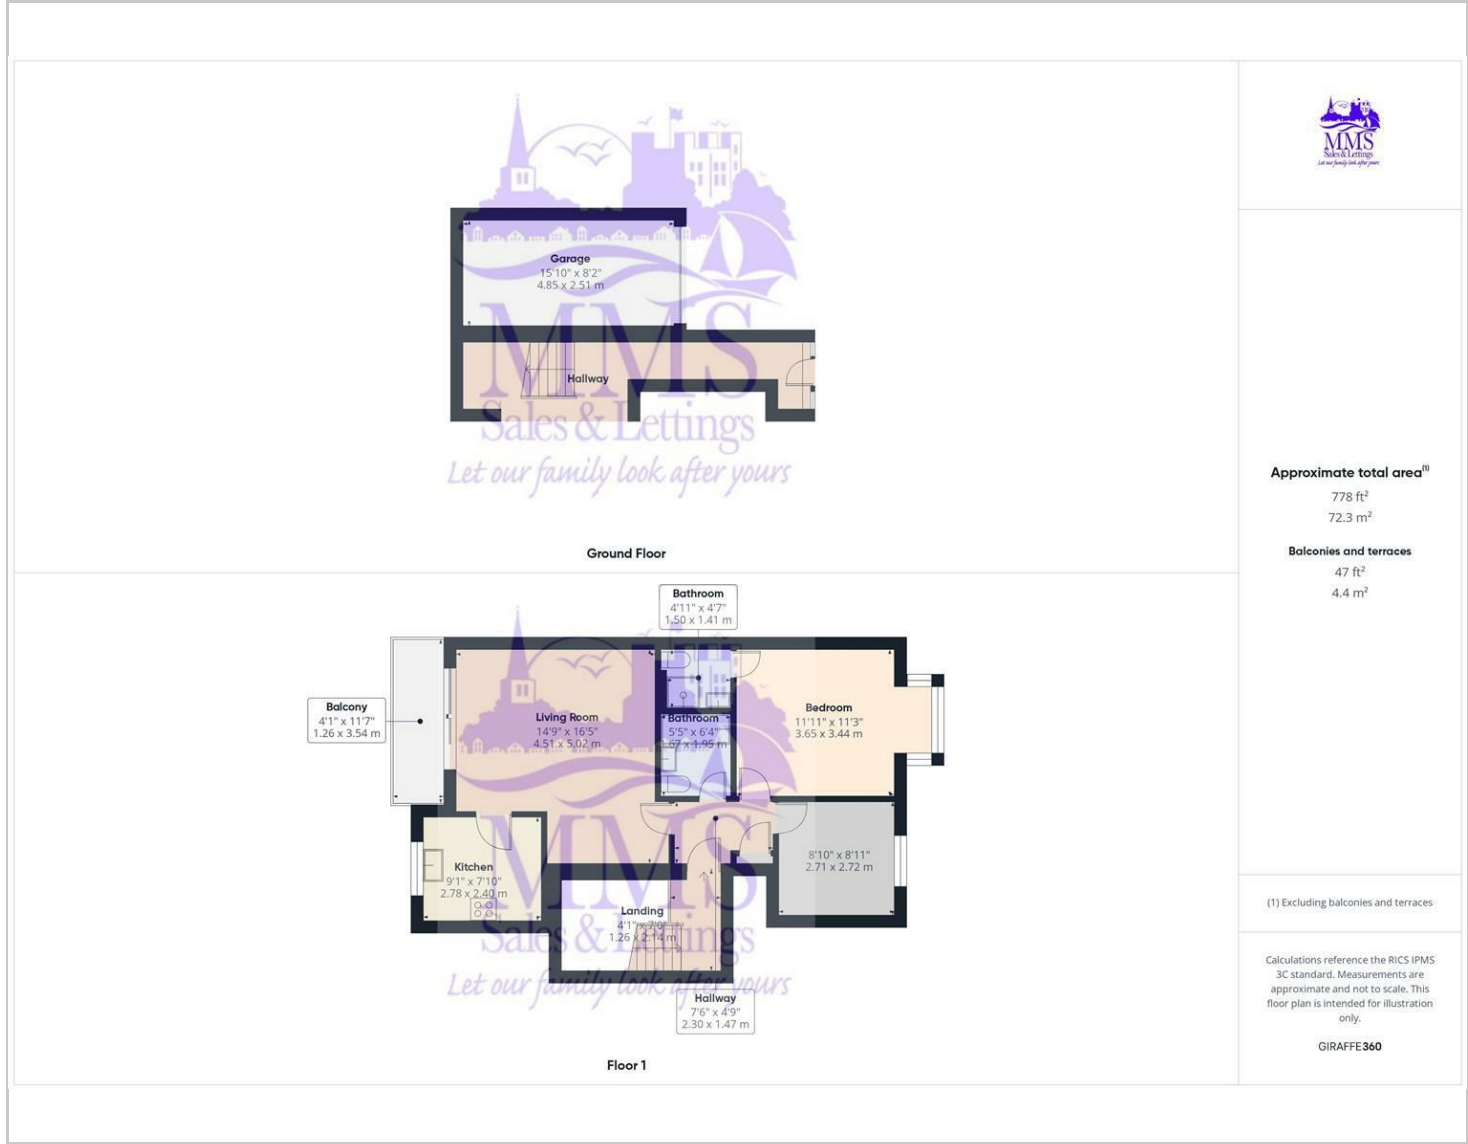 MMS
Sales & Lettings
Let our family look after yours
Garage
15'10" x 8'2"
4.85 x 2.51 m
Hallway
MMS
Sales & Lettings
Let our family look after yours
Ground Floor
Approximate total area(1)
778 ft²
72.3 m²
Balconies and terraces
47 ft²
4.4 m²
Bathroom
4'11" x 4'7"
1.50 x 1.41 m
Balcony
4'1" x 11'7"
1.26 x 3.54 m
Living Room
14'9" x 16'5"
4.51 x 5.02 m
Bathroom
5'5" x 6'4"
1.67 x 1.95 m
Bedroom
11'11" x 11'3"
3.65 x 3.44 m
Kitchen
9'1" x 7'10"
2.78 x 2.40 m
8'10" x 8'11"
2.71 x 2.72 m
Landing
4'1" x 7'0"
1.26 x 2.14 m
MMS
Sales & Lettings
Let our family look after yours
Hallway
7'6" x 4'9"
2.30 x 1.47 m
Floor 1
(1) Excluding balconies and terraces
Calculations reference the RICS IPMS
3C standard. Measurements are
approximate and not to scale. This
floor plan is intended for illustration
only.
GIRAFFE360